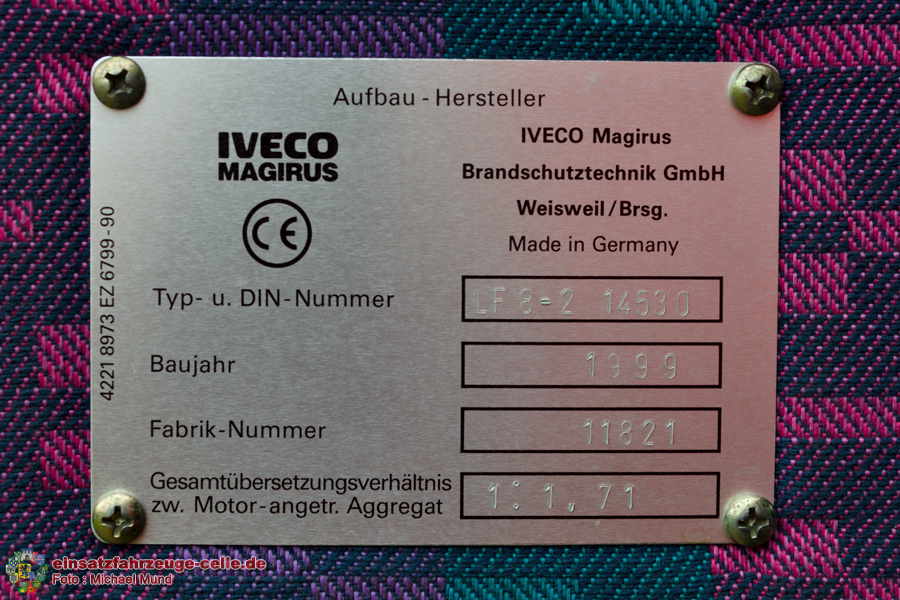 Aufbau - Hersteller
IVECO
MAGIRUS
CE
IVECO Magirus
Brandschutztechnik GmbH
Weisweil/Brsg.
Made in Germany
4221 8973 EZ 6799-90
Typ- u. DIN-Nummer
LF 8-2 14530
Baujahr
1999
Fabrik-Nummer
11821
Gesamtübersetzungsverhältnis
zw. Motor-angetr. Aggregat
1:1,71
einsatzfahrzeuge-celle.de
Foto : Michael Mund